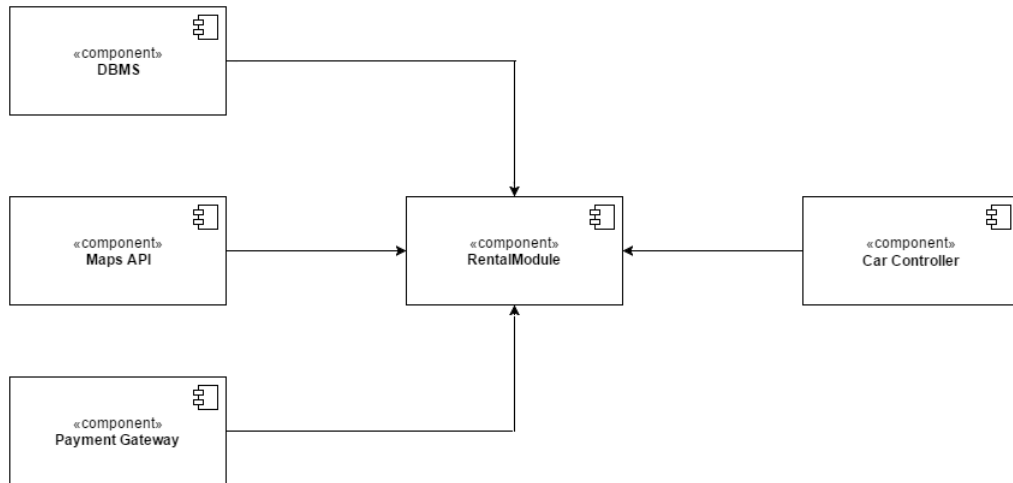 «component»
DBMS
«component»
Maps API
«component»
RentalModule
«component»
Car Controller
«component»
Payment Gateway